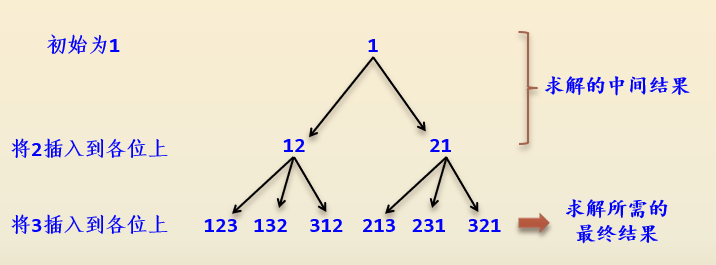 初始为1
1
求解的中间结果
将2插入到各位上
12 21
将3插入到各位上
123 132 312 213 231 321
求解所需的
最终结果